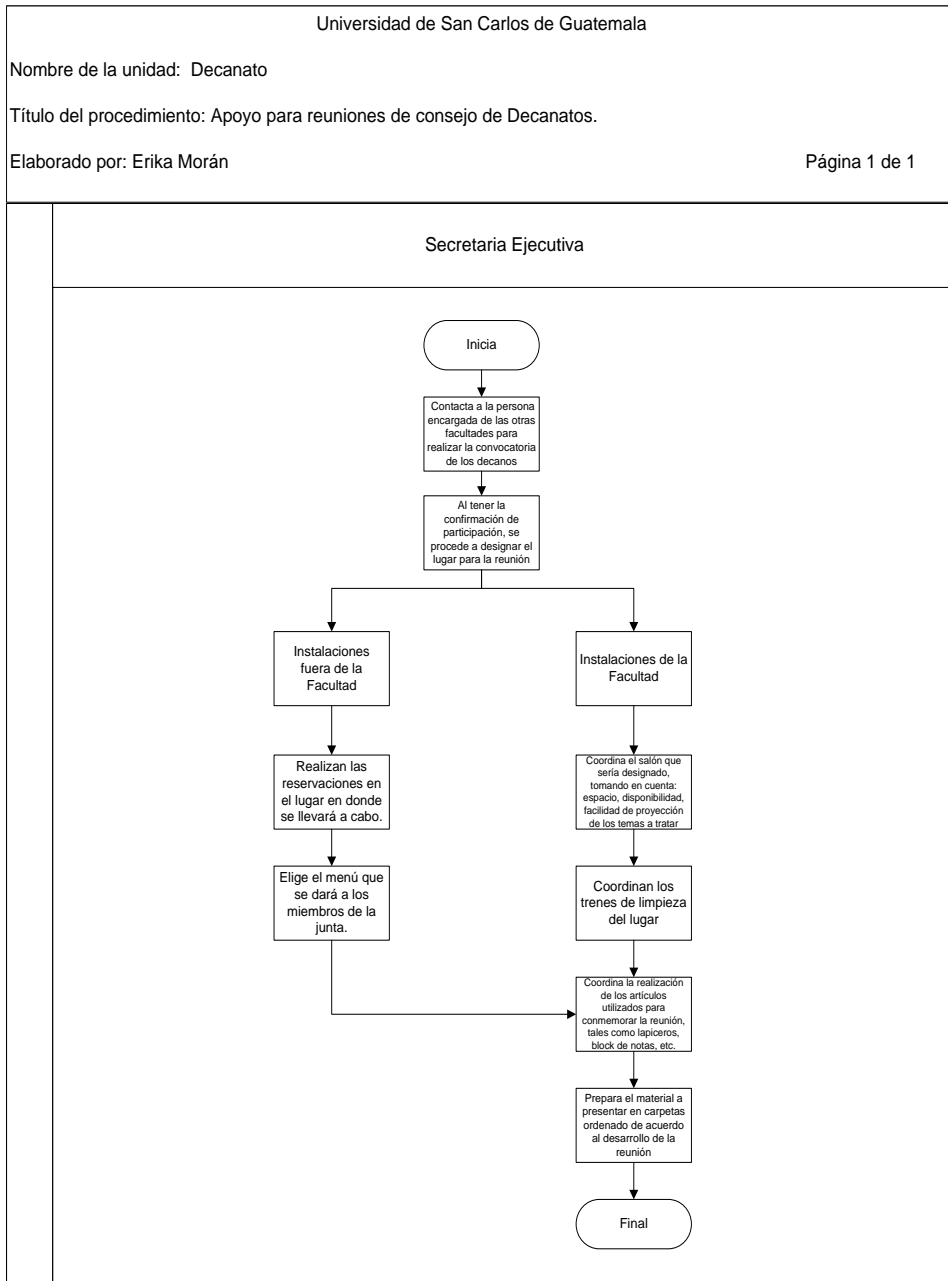 Universidad de San Carlos de Guatemala
Nombre de la unidad: Decanato
Título del procedimiento: Apoyo para reuniones de consejo de Decanatos.
Elaborado por: Erika Morán
Página 1 de 1
Secretaria Ejecutiva
Inicia
Contacta a la persona
encargada de las otras
facultades para
realizar la convocatoria
de los decanos
Al tener la
confirmación de
participación, se
procede a designar el
lugar para la reunión
Instalaciones
fuera de la
Facultad
Realizan las
reservaciones en
el lugar en donde
se llevará a cabo.
Elige el menú que
se dará a los
miembros de la
junta.
Instalaciones de la
Facultad
Coordina el salón que
sería designado,
tomando en cuenta:
espacio, disponibilidad,
facilidad de proyección
de los temas a tratar
Coordinan los
trenes de limpieza
del lugar
Coordina la realización
de los artículos
utilizados para
conmemorar la reunión,
tales como lapiceros,
block de notas, etc.
Prepara el material a
presentar en carpetas
ordenado de acuerdo
al desarrollo de la
reunión
Final